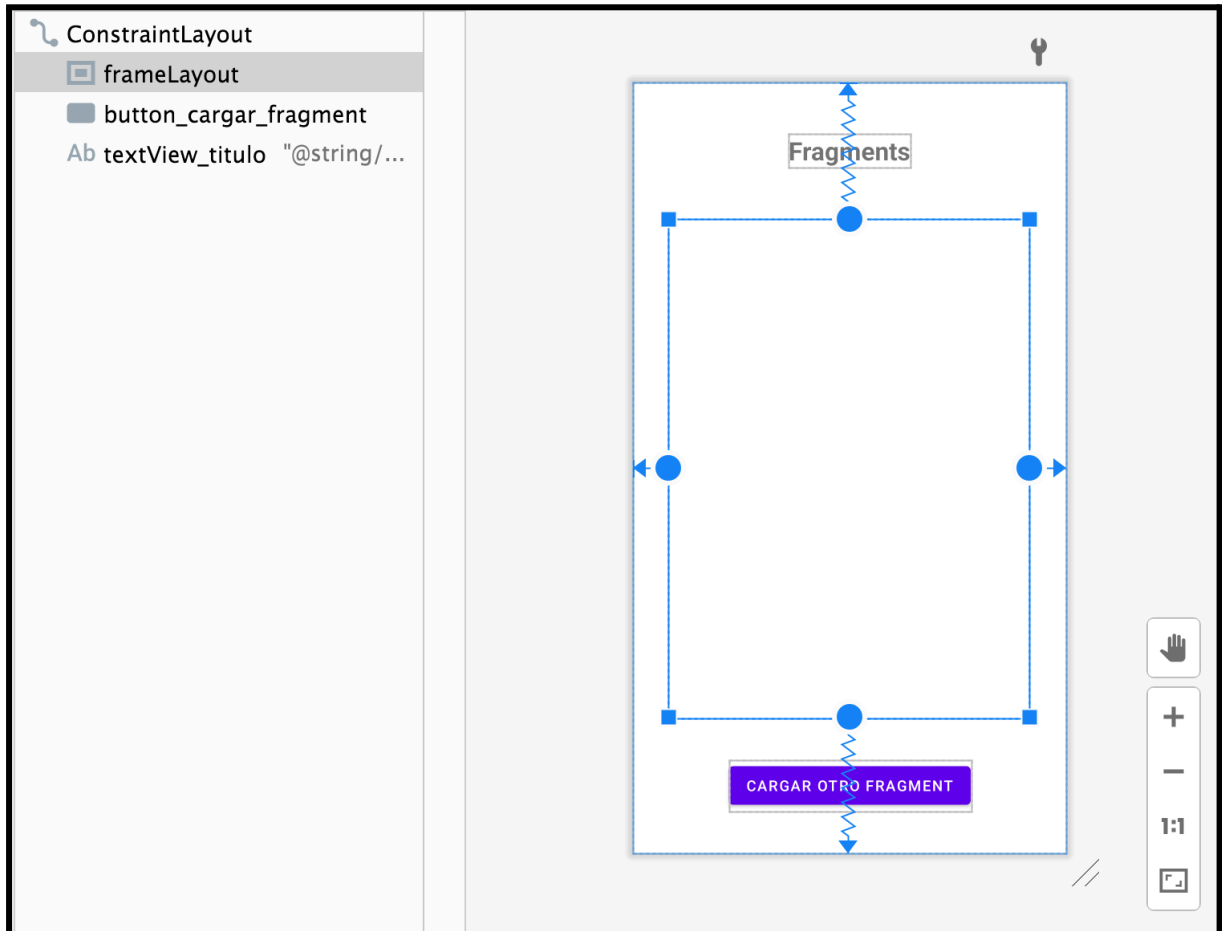 ConstraintLayout
frameLayout
button_cargar_fragment
Ab textView_titulo "@string/...
Fragments
CARGAR OTRO FRAGMENT
1:1